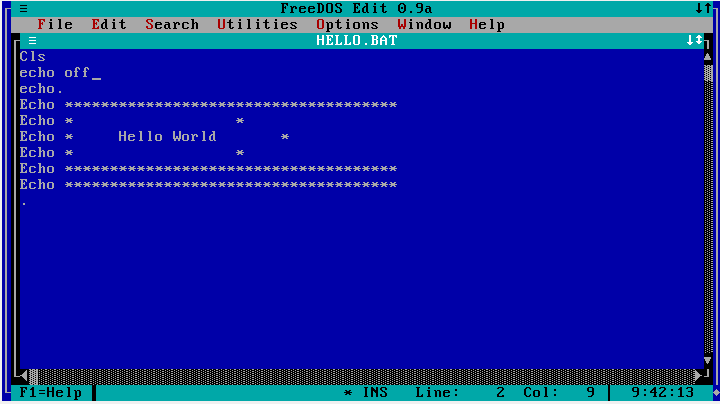 ≡ FreeDOS Edit 0.9a ↓↑
File Edit Search Utilities Options Window Help
≡ HELLO.BAT ↓↕
Cls
echo off_
echo.
Echo *************************************
Echo *                  *
Echo *     Hello World       *
Echo *                  *
Echo *************************************
Echo *************************************
.
F1=Help * INS Line: 2 Col: 9 9:42:13